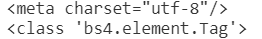 <meta charset="utf-8"/>
<class 'bs4.element.Tag'>